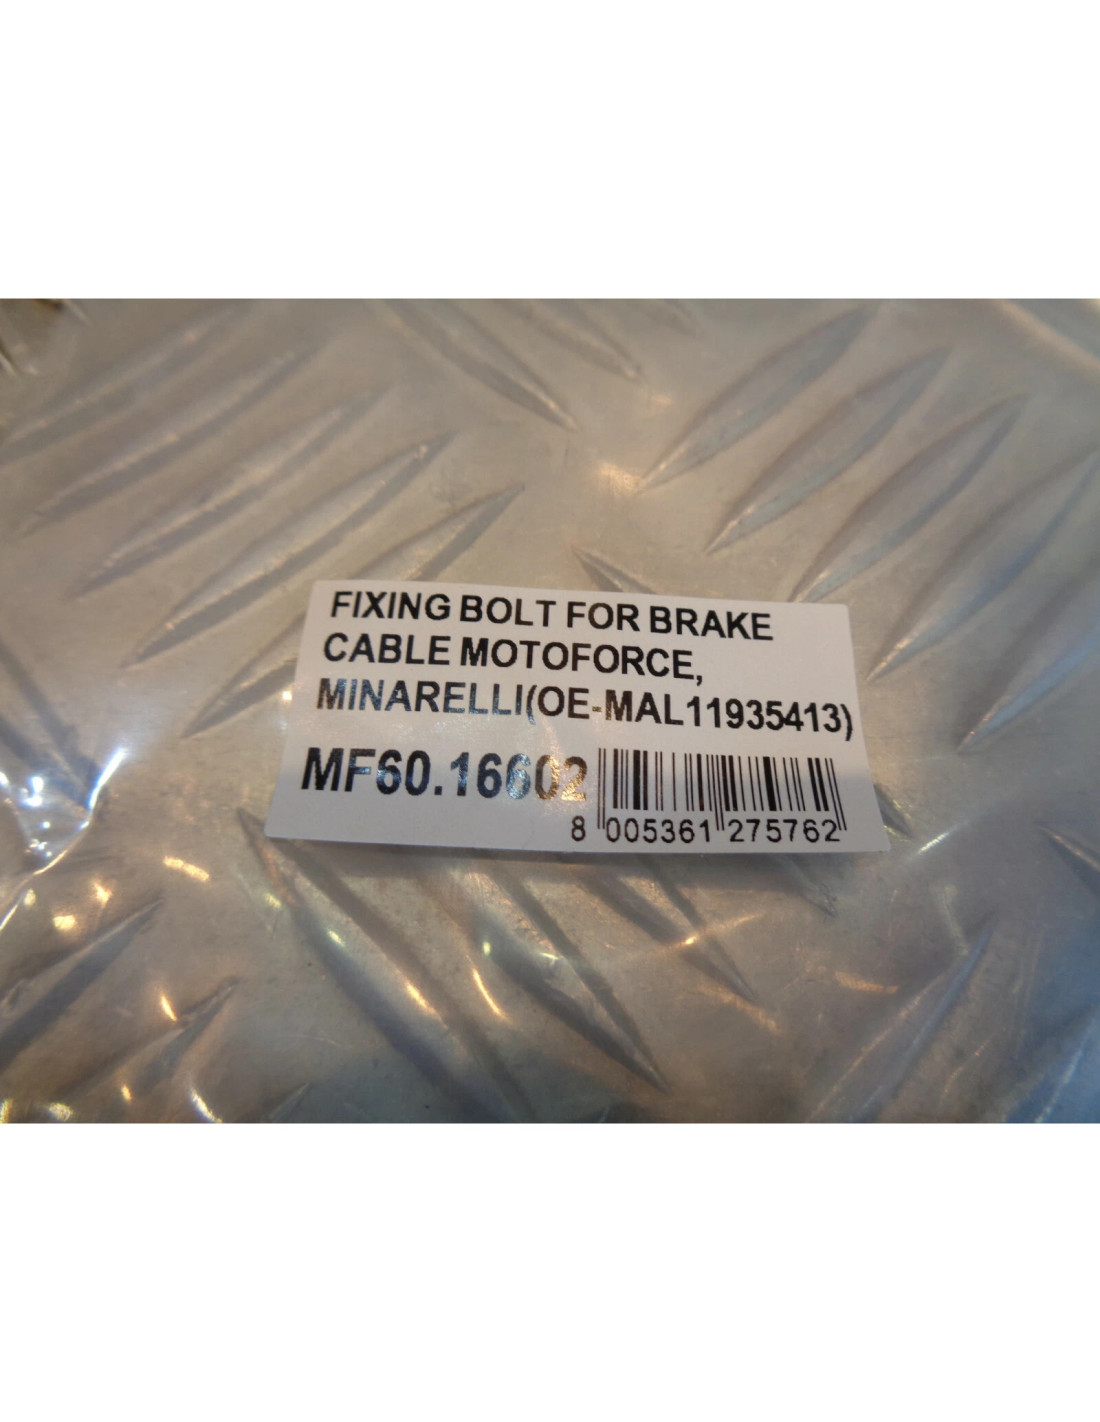 FIXING BOLT FOR BRAKE
CABLE MOTOFORCE,
MINARELLI(OE-MAL11935413)
MF60.16602
8 005361 275762